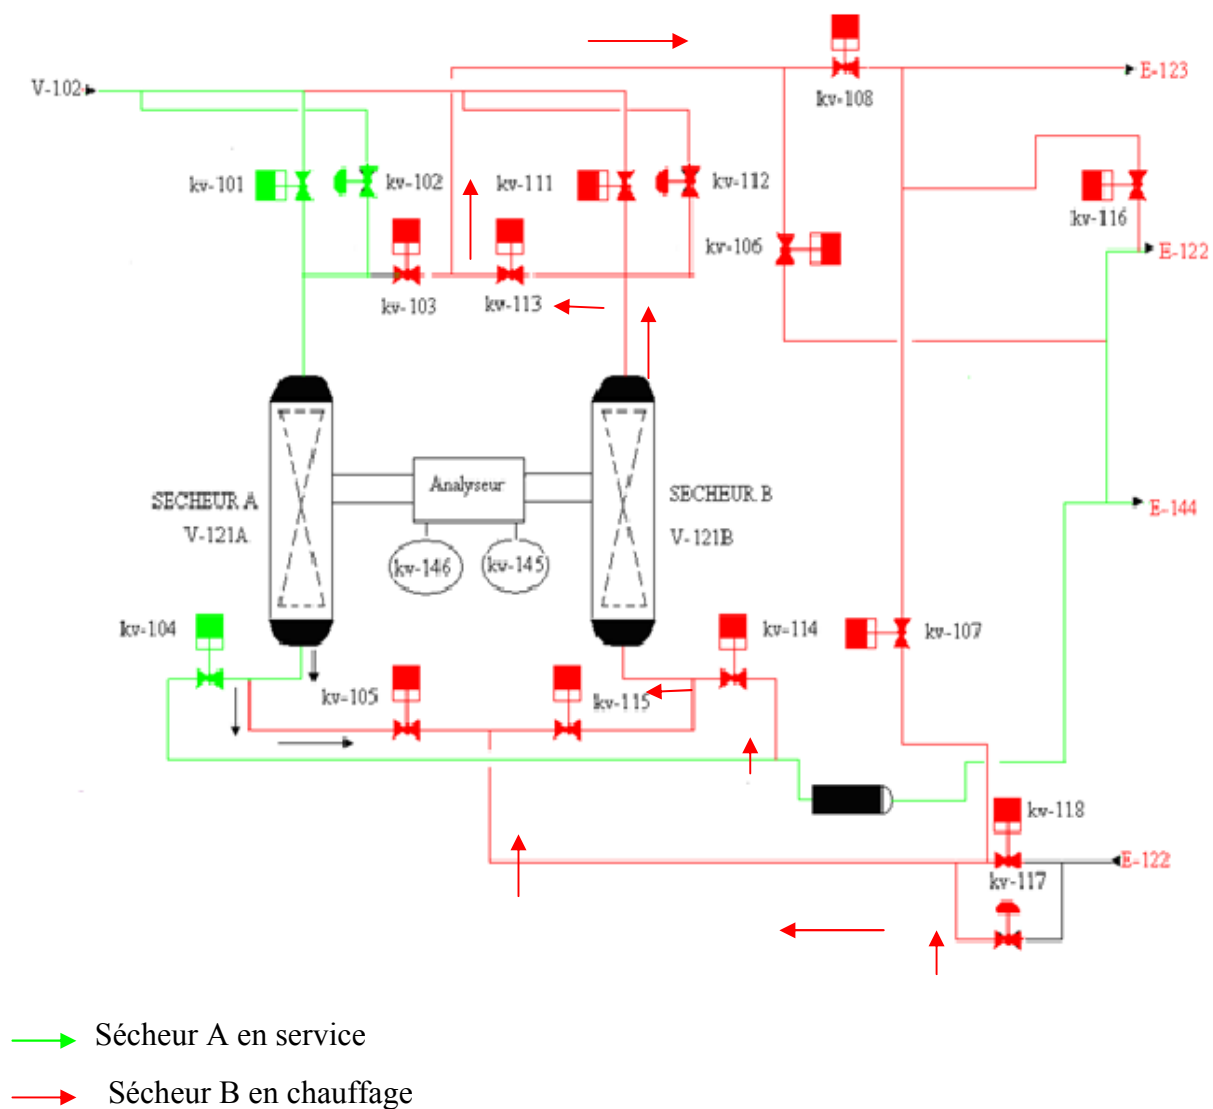 E-123
V-102
kv-108
kv-101
kv-102
kv-111
kv-112
kv-116
kv-106
E-122
kv-103
kv-113
Analyseur
SECHEUR A
V-121A
SECHEUR B
V-121B
E-144
kv-146
kv-145
kv-104
kv-114
kv-107
kv-105
kv-115
kv-118
E-122
kv-117
Sécheur A en service
Sécheur B en chauffage